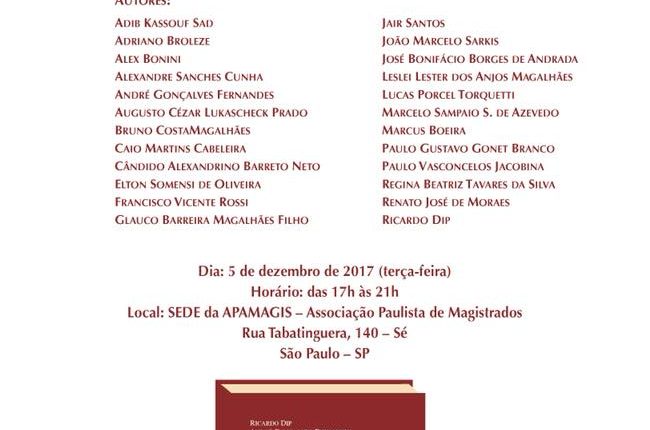 AUTORES:
ADIB KASSOUF SAD
ADRIANO BROLEZE
ALEX BONINI
ALEXANDRE SANCHES CUNHA
ANDRÉ GONÇALVES FERNANDES
AUGUSTO CÉZAR LUKASCHECK PRADO
BRUNO COSTAMAGALHÃES
CAIO MARTINS CABELEIRA
CÂNDIDO ALEXANDRINO BARRETO NETO
ELTON SOMENSI DE OLIVEIRA
FRANCISCO VICENTE ROSSI
GLAUCO BARREIRA MAGALHÃES FILHO
JAIR SANTOS
JOÃO MARCELO SARKIS
JOSÉ BONIFÁCIO BORGES DE ANDRADA
LESLEI LESTER DOS ANJOS MAGALHÃES
LUCAS PORCEL TORQUETTI
MARCELO SAMPAIO S. DE AZEVEDO
MARCUS BOEIRA
PAULO GUSTAVO GONET BRANCO
PAULO VASCONCELOS JACOBINA
REGINA BEATRIZ TAVARES DA SILVA
RENATO JOSÉ DE MORAES
RICARDO DIP
Dia: 5 de dezembro de 2017 (terça-feira)
Horário: das 17h às 21h
Local: SEDE da APAMAGIS – Associação Paulista de Magistrados
Rua Tabatinguera, 140 – Sé
São Paulo – SP
RICARDO DIP